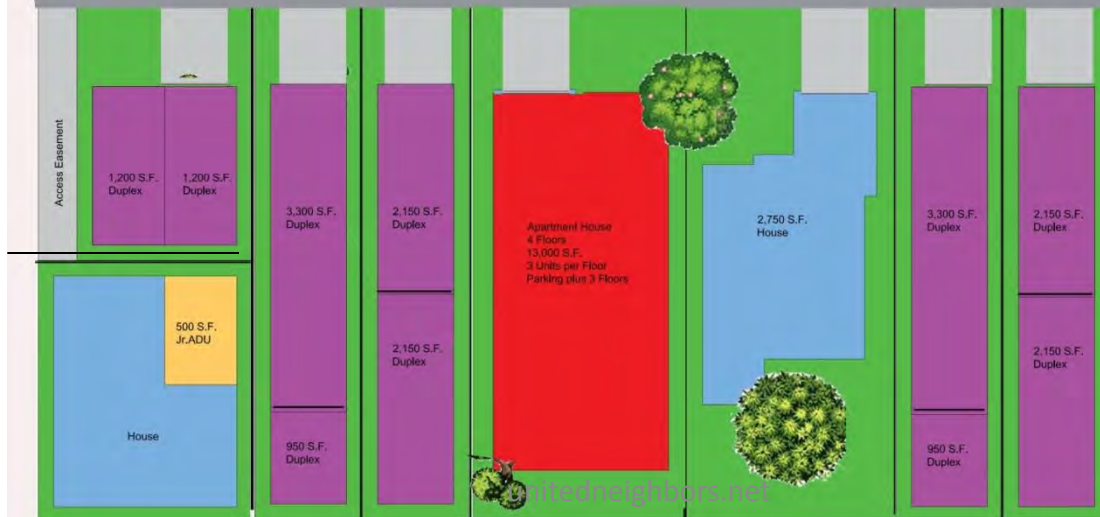 Access Easement
1,200 S.F.
Duplex
1,200 S.F.
Duplex
500 S.F.
Jr.ADU
House
3,300 S.F.
Duplex
950 S.F.
Duplex
2,150 S.F.
Duplex
2,150 S.F.
Duplex
Apartment House
4 Floors
13,000 S.F.
3 Units per Floor
Parking plus 3 Floors
2,750 S.F.
House
3,300 S.F.
Duplex
950 S.F.
Duplex
2,150 S.F.
Duplex
2,150 S.F.
Duplex
unitedneighbors.net